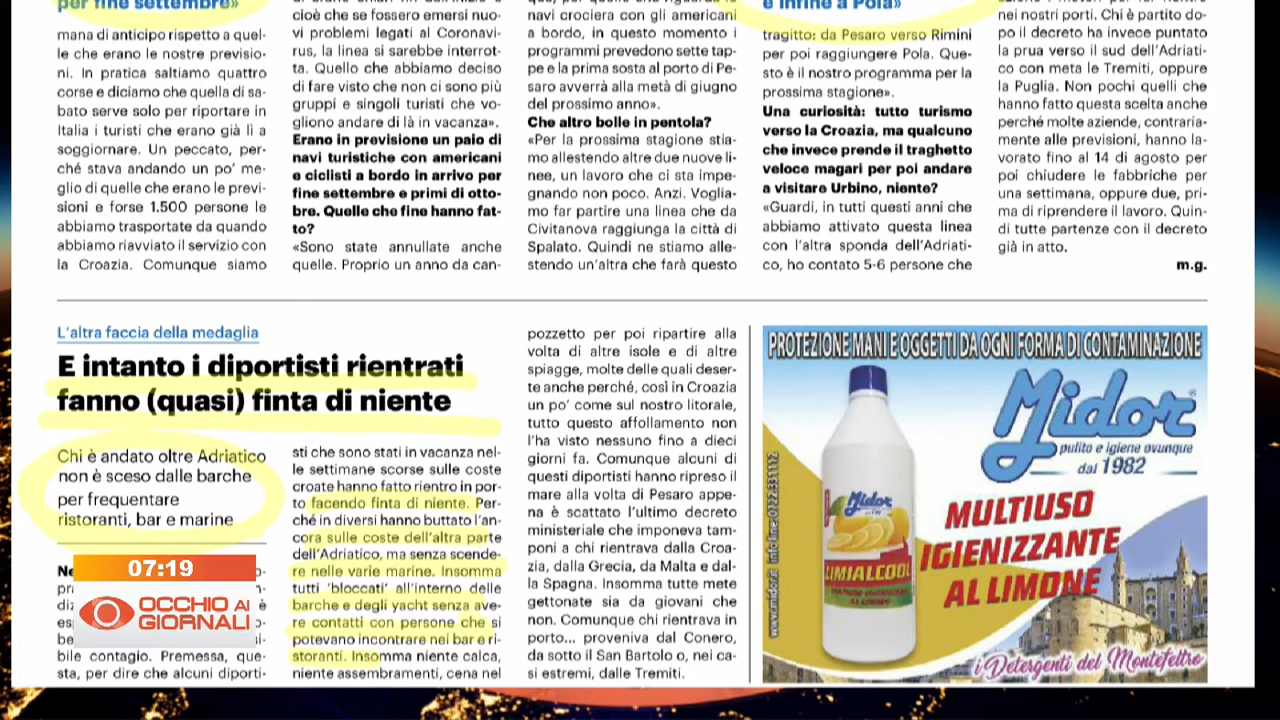 per fine settembre»
mana di anticipo rispetto a quel-
le che erano le nostre previsio-
ni. In pratica saltiamo quattro
corse e diciamo che quella di sa-
bato serve solo per riportare in
Italia i turisti che erano già lì a
soggiornare. Un peccato, per-
ché stava andando un po' me-
glio di quelle che erano le previ-
sioni e forse 1.500 persone le
abbiamo trasportate da quando
abbiamo riavviato il servizio con
la Croazia. Comunque siamo
cioè che se fossero emersi nuo-
vi problemi legati al Coronavi-
rus, la linea si sarebbe interrot-
ta. Quello che abbiamo deciso
di fare visto che non ci sono più
gruppi e singoli turisti che vo-
gliono andare di là in vacanza».
Erano in previsione un paio di
navi turistiche con americani
e ciclisti a bordo in arrivo per
fine settembre e primi di otto-
bre. Quelle che fine hanno fat-
to?
«Sono state annullate anche
quelle. Proprio un anno da can-
navi crociera con gli americani
a bordo, in questo momento i
programmi prevedono sette tap-
pe e la prima sosta al porto di Pe-
saro avverrà alla metà di giugno
del prossimo anno».
Che altro bolle in pentola?
«Per la prossima stagione stia-
mo allestendo altre due nuove li-
nee, un lavoro che ci sta impe-
gnando non poco. Anzi. Voglia-
mo far partire una linea che da
Civitanova raggiunga la città di
Spalato. Quindi ne stiamo alle-
stendo un'altra che farà questo
e infine a Pola»
tragitto: da Pesaro verso Rimini
per poi raggiungere Pola. Que-
sto è il nostro programma per la
prossima stagione».
Una curiosità: tutto turismo
verso la Croazia, ma qualcuno
che invece prende il traghetto
veloce magari per poi andare
a visitare Urbino, niente?
«Guardi, in tutti questi anni che
abbiamo attivato questa linea
con l'altra sponda dell'Adriati-
co, ho contato 5-6 persone che
nei nostri porti. Chi è partito do-
po il decreto ha invece puntato
la prua verso il sud dell'Adriati-
co con meta le Tremiti, oppure
la Puglia. Non pochi quelli che
hanno fatto questa scelta anche
perché molte aziende, contraria-
mente alle previsioni, hanno la-
vorato fino al 14 di agosto per
poi chiudere le fabbriche per
una settimana, oppure due, pri-
ma di riprendere il lavoro. Quin-
di tutte partenze con il decreto
già in atto.
m.g.
L'altra faccia della medaglia
E intanto i diportisti rientrati
fanno (quasi) finta di niente
Chi è andato oltre Adriatico
non è sceso dalle barche
per frequentare
ristoranti, bar e marine
bile contagio. Premessa, que-
sta, per dire che alcuni diporti-
sti che sono stati in vacanza nel-
le settimane scorse sulle coste
croate hanno fatto rientro in por-
to facendo finta di niente. Per-
ché in diversi hanno buttato l'an-
cora sulle coste dell'altra parte
dell'Adriatico, ma senza scende-
re nelle varie marine. Insomma
tutti 'bloccati' all'interno delle
barche e degli yacht senza ave-
re contatti con persone che si
potevano incontrare nei bar e ri-
storanti. Insomma niente calca,
niente assembramenti, cena nel
pozzetto per poi ripartire alla
volta di altre isole e di altre
spiagge, molte delle quali deser-
te anche perché, così in Croazia
un po' come sul nostro litorale,
tutto questo affollamento non
l'ha visto nessuno fino a dieci
giorni fa. Comunque alcuni di
questi diportisti hanno ripreso il
mare alla volta di Pesaro appe-
na è scattato l'ultimo decreto
ministeriale che imponeva tam-
poni a chi rientrava dalla Croa-
zia, dalla Grecia, da Malta e dal-
la Spagna. Insomma tutte mete
gettonate sia da giovani che
non. Comunque chi rientrava in
porto... proveniva dal Conero,
da sotto il San Bartolo o, nei ca-
si estremi, dalle Tremiti.
PROTEZIONE MANI E OGGETTI DA OGNI FORMA DI CONTAMINAZIONE
Midor®
pulito e igiene ovunque
dal 1982
MULTIUSO
IGIENIZZANTE
AL LIMONE
Midor
LIMIALCOOL
www.midor.it info line: 0722.331112
i Detergenti del Montefeltro
07:19
OCCHIO AI
GIORNALI